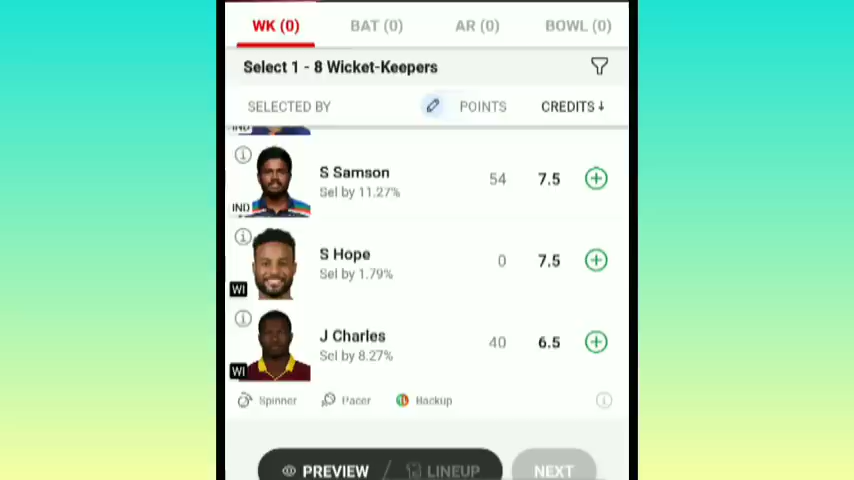 WK (0) BAT (0) AR (0) BOWL (0)
Select 1 - 8 Wicket-Keepers
SELECTED BY POINTS CREDITS↓
IND
S Samson 54 7.5
Sel by 11.27%
IND
S Hope 0 7.5
Sel by 1.79%
WI
J Charles 40 6.5
Sel by 8.27%
WI
Spinner Pacer Backup
PREVIEW / LINEUP NEXT